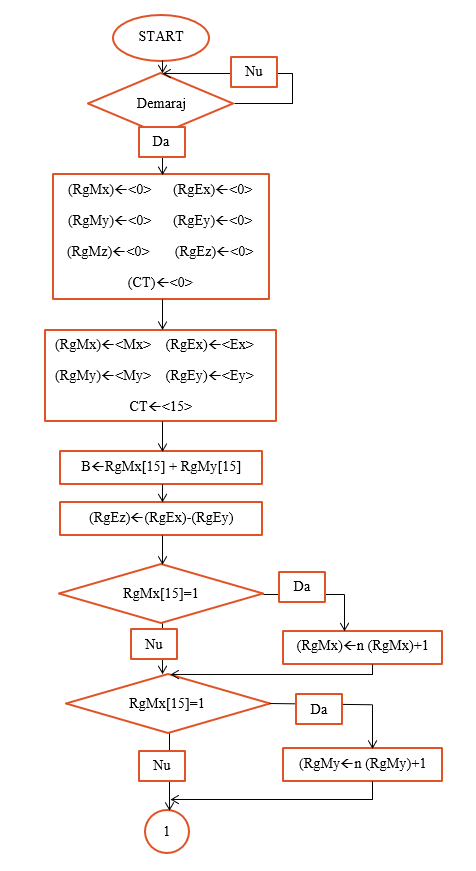 START
Nu
Demaraj
Da
(RgMx)←<0> (RgEx)←<0>
(RgMy)←<0> (RgEy)←<0>
(RgMz)←<0> (RgEz)←<0>
(CT)←<0>
(RgMx)←<Mx> (RgEx)←<Ex>
(RgMy)←<My> (RgEy)←<Ey>
CT←<15>
B←RgMx[15] + RgMy[15]
(RgEz)←(RgEx)-(RgEy)
RgMx[15]=1
Da
Nu
(RgMx)←n (RgMx)+1
RgMx[15]=1
Da
Nu
(RgMy←n (RgMy)+1
1